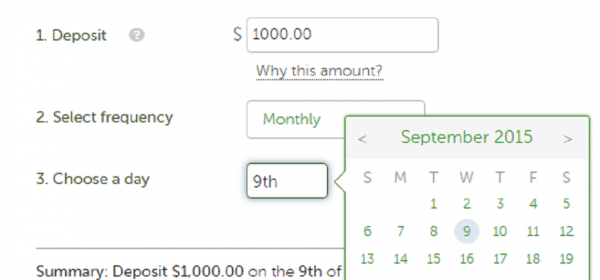 1. Deposit ? $ 1000.00
Why this amount?
2. Select frequency Monthly
< September 2015 >
3. Choose a day 9th
S M T W T F S
1 2 3 4 5
6 7 8 9 10 11 12
13 14 15 16 17 18 19
Summary: Deposit $1,000.00 on the 9th of